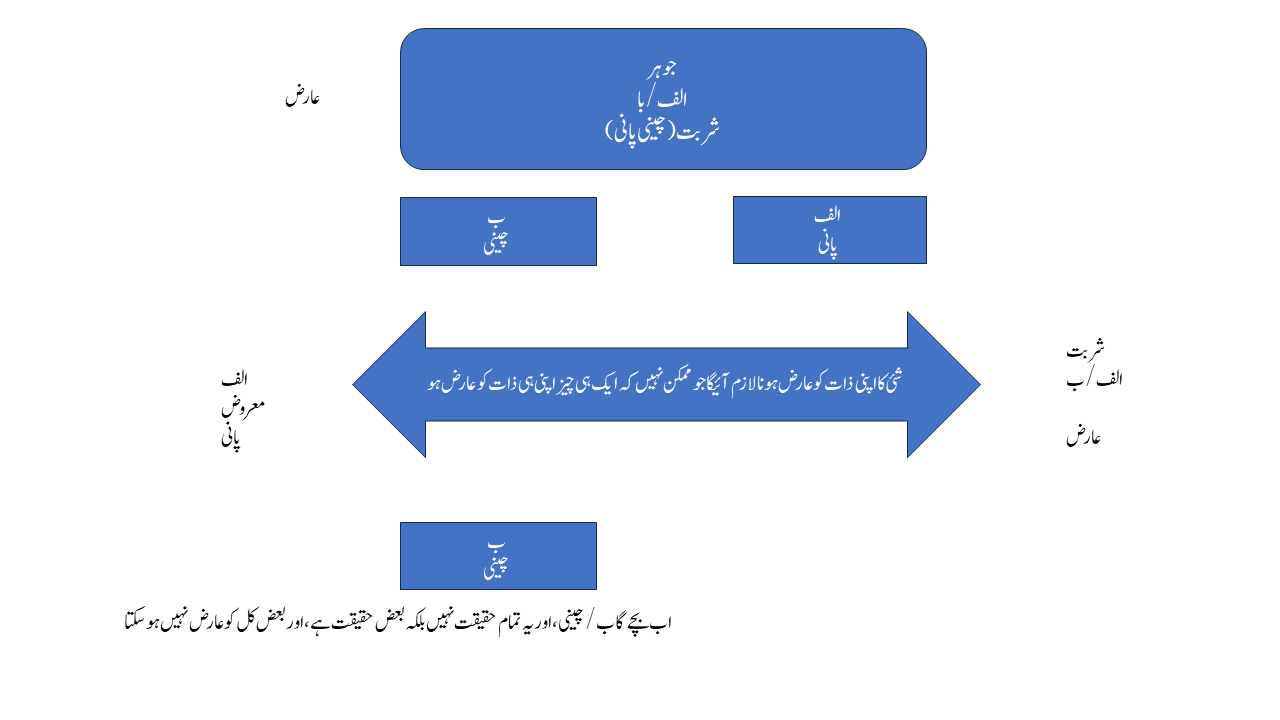 جوہر
الف/با
شربت(چینی پانی)
عارض
الف
پانی
ب
چینی
شربت
الف/ب
عارض
شئ کا اپنی ذات کو عارض ہونا لازم آئیگا جو ممکن نہیں کہ ایک ہی چیز اپنی ہی ذات کو عارض ہو
الف
معروض
پانی
ب
چینی
اب بچے گا ب / چینی، اور یہ تمام حقیقت نہیں بلکہ بعض حقیقت ہے، اور بعض کل کو عارض نہیں ہو سکتا